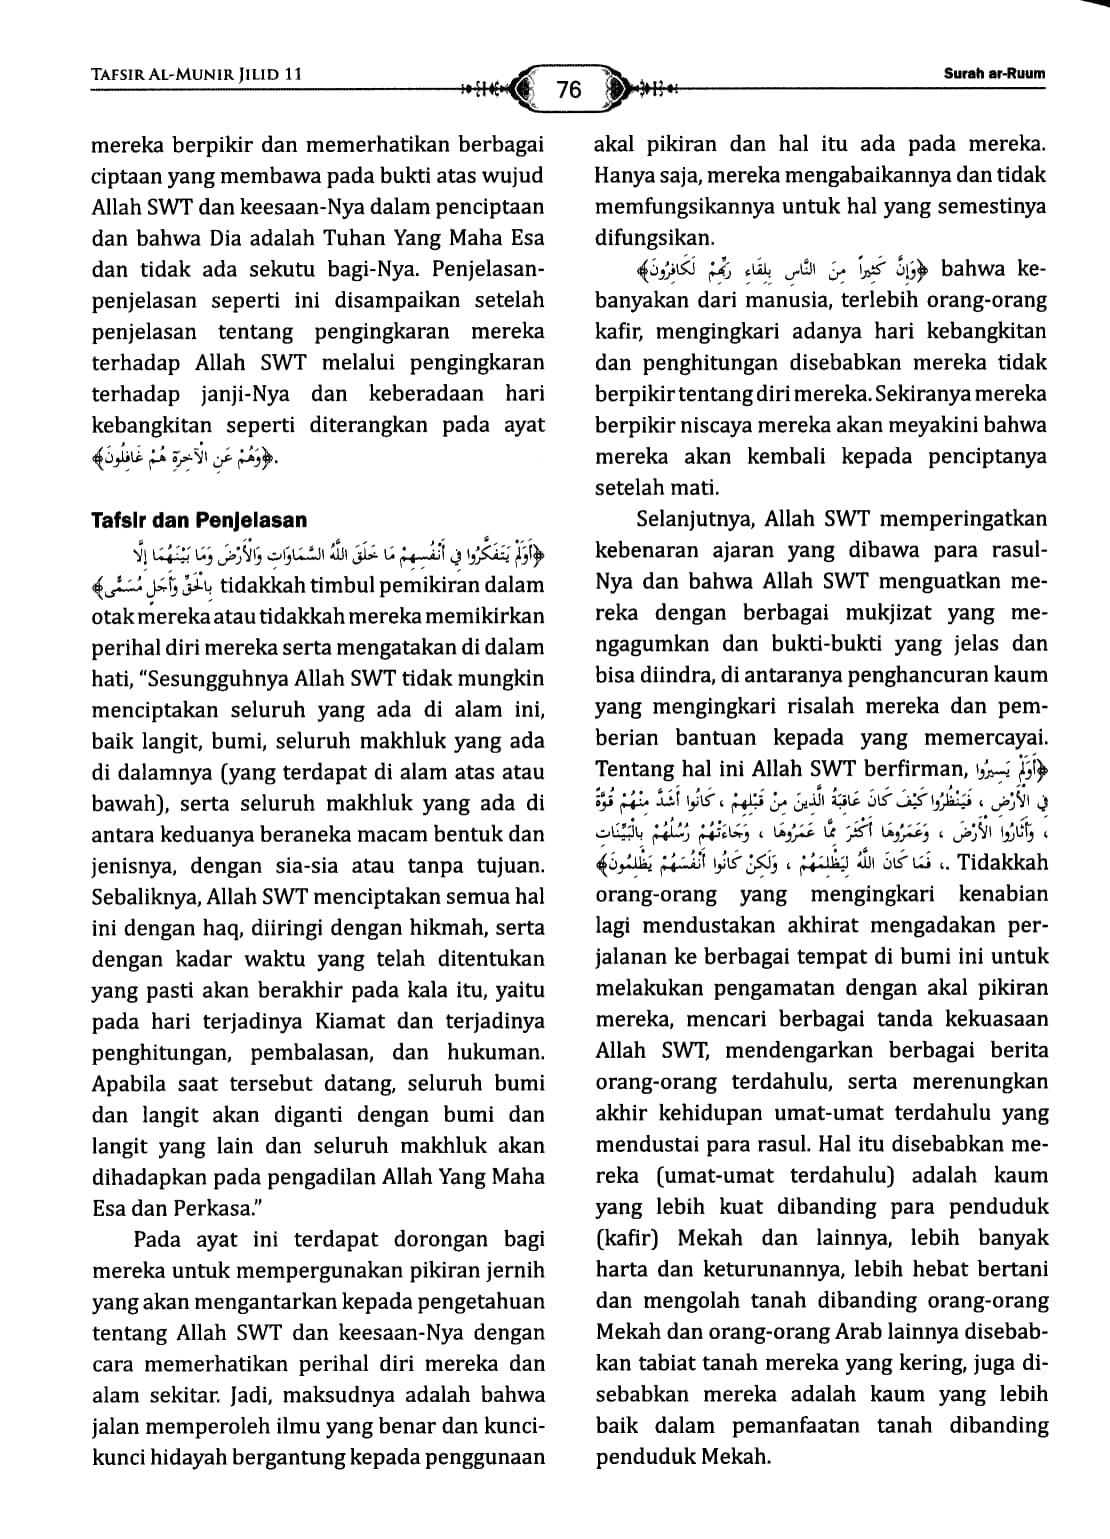 TAFSIR AL-MUNIR JILID 11
76
Surah ar-Ruum
mereka berpikir dan memerhatikan berbagai
ciptaan yang membawa pada bukti atas wujud
Allah SWT dan keesaan-Nya dalam penciptaan
dan bahwa Dia adalah Tuhan Yang Maha Esa
dan tidak ada sekutu bagi-Nya. Penjelasan-
penjelasan seperti ini disampaikan setelah
penjelasan tentang pengingkaran mereka
terhadap Allah SWT melalui pengingkaran
terhadap janji-Nya dan keberadaan hari
kebangkitan seperti diterangkan pada ayat
﴿وَهُمْ عَنِ الْآخِرَةِ هُمْ غَافِلُونَ﴾.
Tafsir dan Penjelasan
﴿أَوَلَمْ يَتَفَكَّرُوا فِي أَنْفُسِهِمْ مَا خَلَقَ اللَّهُ السَّمَاوَاتِ وَالْأَرْضَ وَمَا بَيْنَهُمَا إِلَّا
بِالْحَقِّ وَأَجَلٍ مُسَمًّى﴾ tidakkah timbul pemikiran dalam
otak mereka atau tidakkah mereka memikirkan
perihal diri mereka serta mengatakan di dalam
hati, “Sesungguhnya Allah SWT tidak mungkin
menciptakan seluruh yang ada di alam ini,
baik langit, bumi, seluruh makhluk yang ada
di dalamnya (yang terdapat di alam atas atau
bawah), serta seluruh makhluk yang ada di
antara keduanya beraneka macam bentuk dan
jenisnya, dengan sia-sia atau tanpa tujuan.
Sebaliknya, Allah SWT menciptakan semua hal
ini dengan haq, diiringi dengan hikmah, serta
dengan kadar waktu yang telah ditentukan
yang pasti akan berakhir pada kala itu, yaitu
pada hari terjadinya Kiamat dan terjadinya
penghitungan, pembalasan, dan hukuman.
Apabila saat tersebut datang, seluruh bumi
dan langit akan diganti dengan bumi dan
langit yang lain dan seluruh makhluk akan
dihadapkan pada pengadilan Allah Yang Maha
Esa dan Perkasa.”
Pada ayat ini terdapat dorongan bagi
mereka untuk mempergunakan pikiran jernih
yang akan mengantarkan kepada pengetahuan
tentang Allah SWT dan keesaan-Nya dengan
cara memerhatikan perihal diri mereka dan
alam sekitar. Jadi, maksudnya adalah bahwa
jalan memperoleh ilmu yang benar dan kunci-
kunci hidayah bergantung kepada penggunaan
akal pikiran dan hal itu ada pada mereka.
Hanya saja, mereka mengabaikannya dan tidak
memfungsikannya untuk hal yang semestinya
difungsikan.
﴿وَإِنَّ كَثِيراً مِنَ النَّاسِ بِلِقَاءِ رَبِّهِمْ لَكَافِرُونَ﴾ bahwa ke-
banyakan dari manusia, terlebih orang-orang
kafir, mengingkari adanya hari kebangkitan
dan penghitungan disebabkan mereka tidak
berpikir tentang diri mereka. Sekiranya mereka
berpikir niscaya mereka akan meyakini bahwa
mereka akan kembali kepada penciptanya
setelah mati.
Selanjutnya, Allah SWT memperingatkan
kebenaran ajaran yang dibawa para rasul-
Nya dan bahwa Allah SWT menguatkan me-
reka dengan berbagai mukjizat yang me-
ngagumkan dan bukti-bukti yang jelas dan
bisa diindra, di antaranya penghancuran kaum
yang mengingkari risalah mereka dan pem-
berian bantuan kepada yang memercayai.
Tentang hal ini Allah SWT berfirman, ﴿أَوَلَمْ يَسِيرُوا
فِي الْأَرْضِ ، فَيَنْظُرُوا كَيْفَ كَانَ عَاقِبَةُ الَّذِينَ مِنْ قَبْلِهِمْ ، كَانُوا أَشَدَّ مِنْهُمْ قُوَّةً
، وَأَثَارُوا الْأَرْضَ ، وَعَمَرُوهَا أَكْثَرَ مِمَّا عَمَرُوهَا ، وَجَاءَتْهُمْ رُسُلُهُمْ بِالْبَيِّنَاتِ
، فَمَا كَانَ اللَّهُ لِيَظْلِمَهُمْ ، وَلَكِنْ كَانُوا أَنْفُسَهُمْ يَظْلِمُونَ﴾. Tidakkah
orang-orang yang mengingkari kenabian
lagi mendustakan akhirat mengadakan per-
jalanan ke berbagai tempat di bumi ini untuk
melakukan pengamatan dengan akal pikiran
mereka, mencari berbagai tanda kekuasaan
Allah SWT, mendengarkan berbagai berita
orang-orang terdahulu, serta merenungkan
akhir kehidupan umat-umat terdahulu yang
mendustai para rasul. Hal itu disebabkan me-
reka (umat-umat terdahulu) adalah kaum
yang lebih kuat dibanding para penduduk
(kafir) Mekah dan lainnya, lebih banyak
harta dan keturunannya, lebih hebat bertani
dan mengolah tanah dibanding orang-orang
Mekah dan orang-orang Arab lainnya disebab-
kan tabiat tanah mereka yang kering, juga di-
sebabkan mereka adalah kaum yang lebih
baik dalam pemanfaatan tanah dibanding
penduduk Mekah.